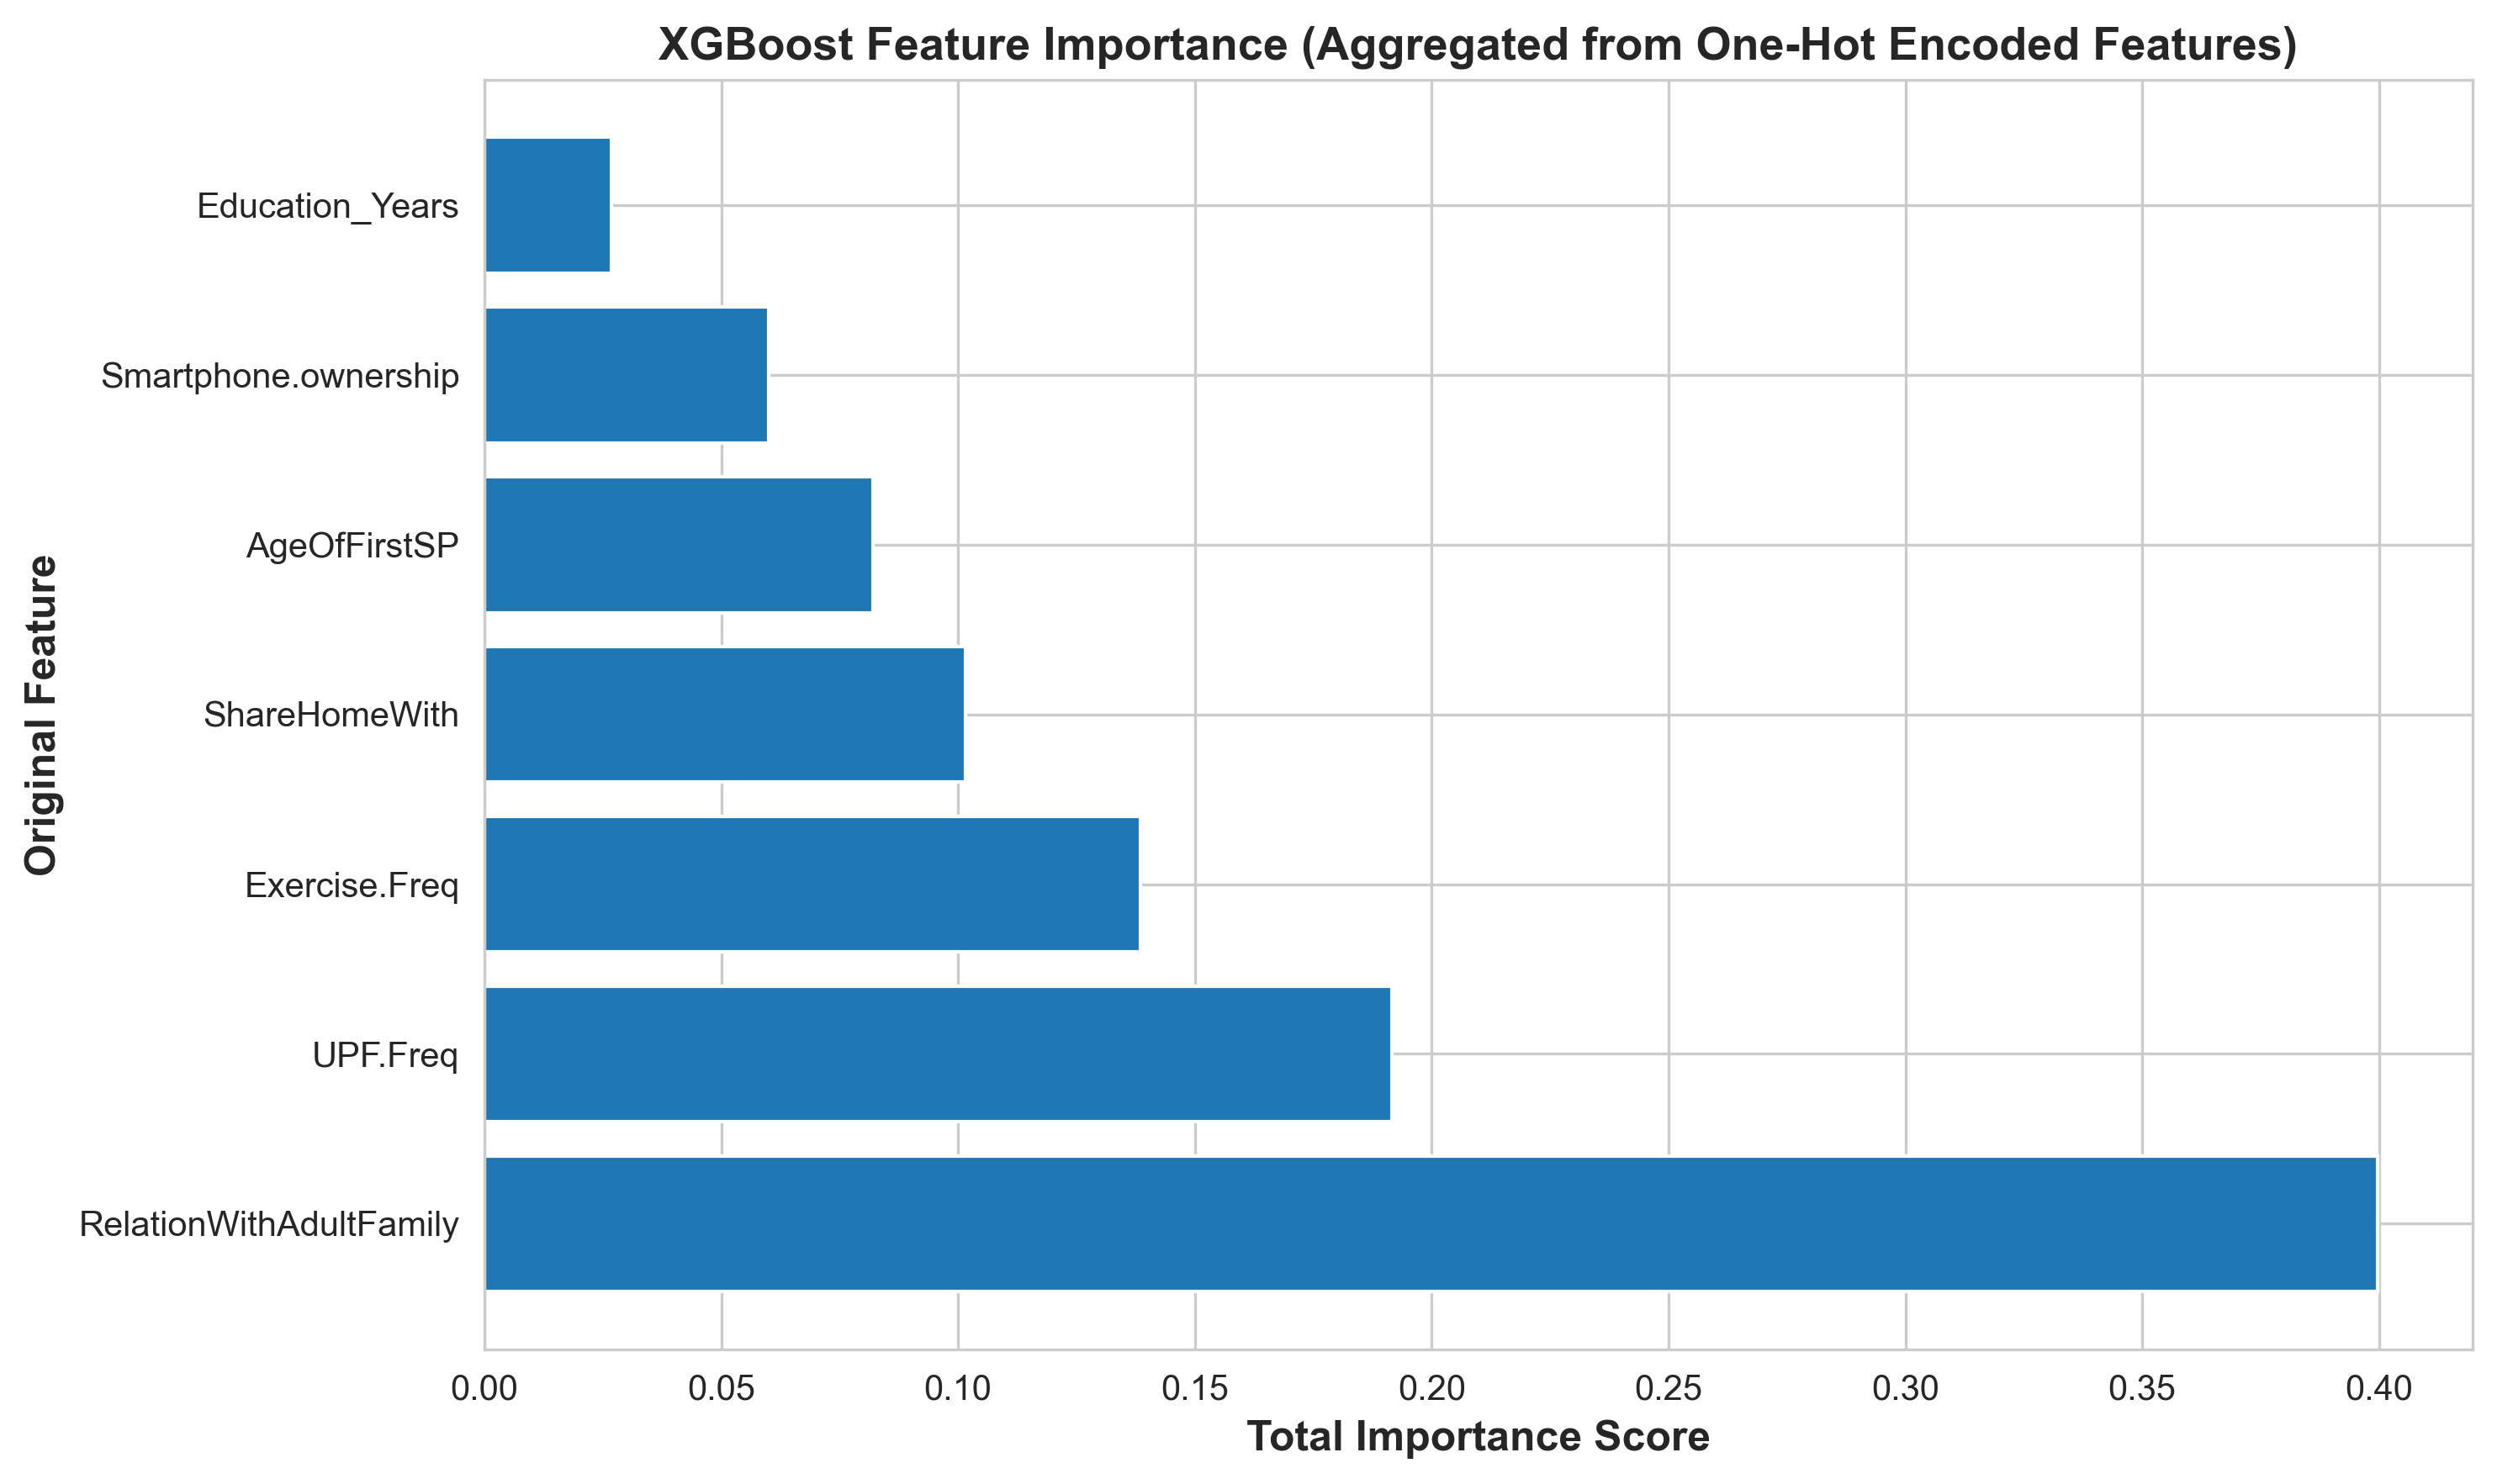 XGBoost Feature Importance (Aggregated from One-Hot Encoded Features)
Original Feature
Education_Years
Smartphone.ownership
AgeOfFirstSP
ShareHomeWith
Exercise.Freq
UPF.Freq
RelationWithAdultFamily
0.00 0.05 0.10 0.15 0.20 0.25 0.30 0.35 0.40
Total Importance Score